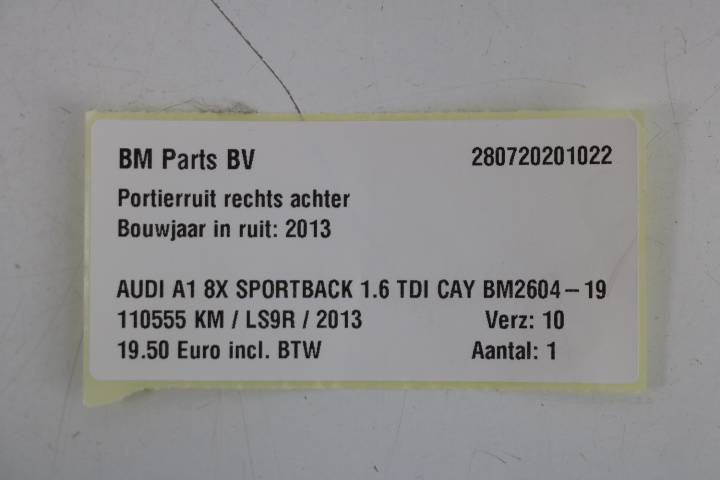 BM Parts BV 280720201022
Portierruit rechts achter
Bouwjaar in ruit: 2013
AUDI A1 8X SPORTBACK 1.6 TDI CAY BM2604-19
110555 KM / LS9R / 2013 Verz: 10
19.50 Euro incl. BTW Aantal: 1